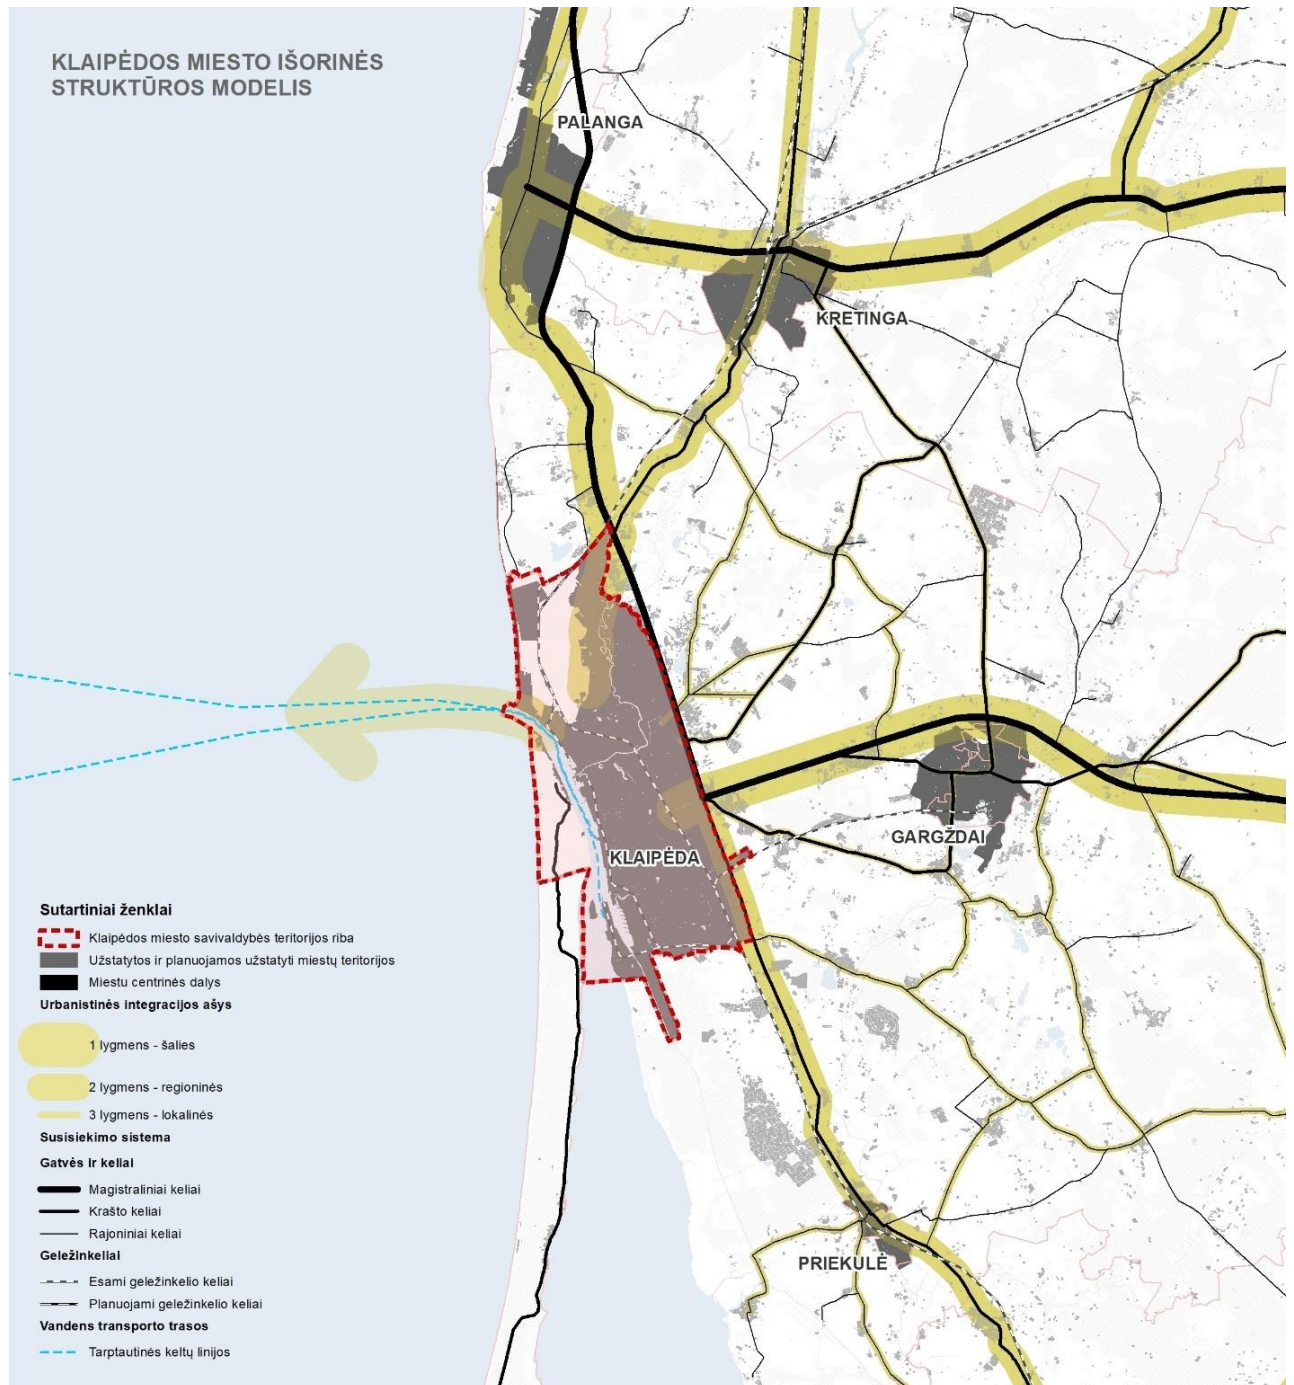 KLAIPĖDOS MIESTO IŠORINĖS
STRUKTŪROS MODELIS
PALANGA
KRETINGA
GARGŽDAI
KLAIPĖDA
PRIEKULĖ
Sutartiniai ženklai
Klaipėdos miesto savivaldybės teritorijos riba
Užstatytos ir planuojamos užstatyti miestų teritorijos
Miestu centrinės dalys
Urbanistinės integracijos ašys
1 lygmens - šalies
2 lygmens - regioninės
3 lygmens - lokalinės
Susisiekimo sistema
Gatvės ir keliai
Magistraliniai keliai
Krašto keliai
Rajoniniai keliai
Geležinkeliai
Esami geležinkelio keliai
Planuojami geležinkelio keliai
Vandens transporto trasos
Tarptautinės keltų linijos